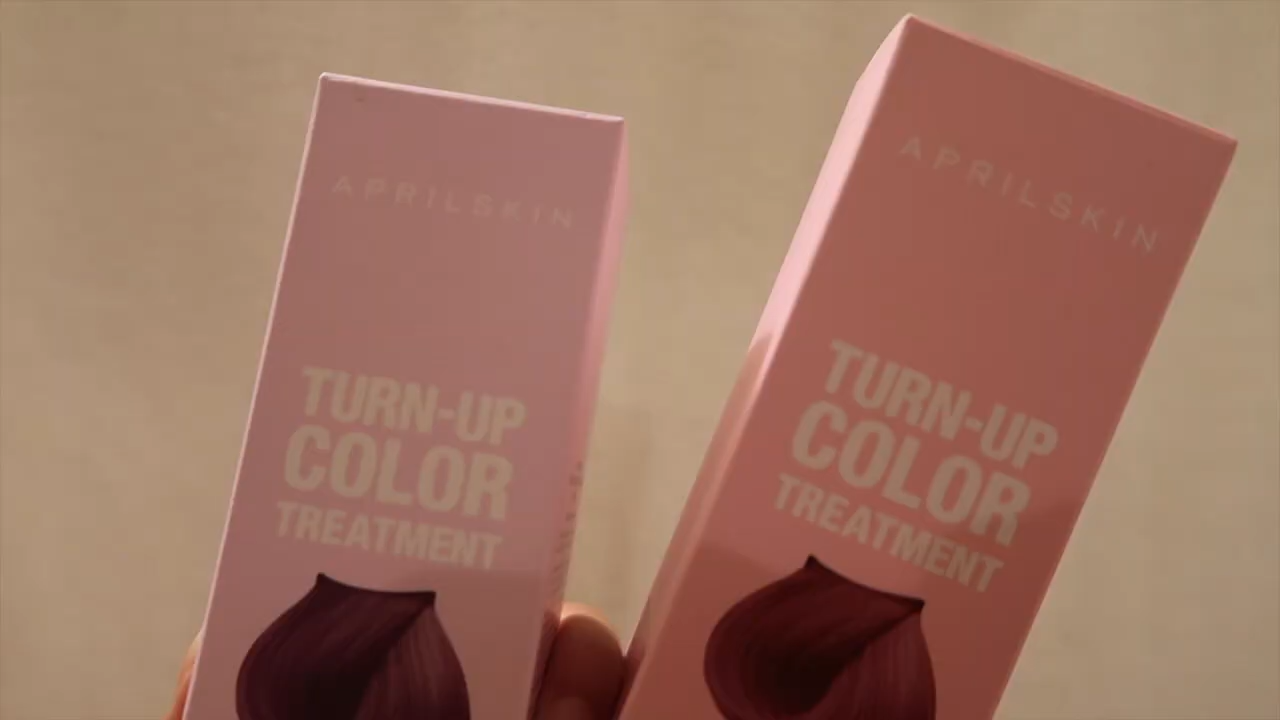 APRILSKIN
TURN-UP
COLOR
TREATMENT
APRILSKIN
TURN-UP
COLOR
TREATMENT